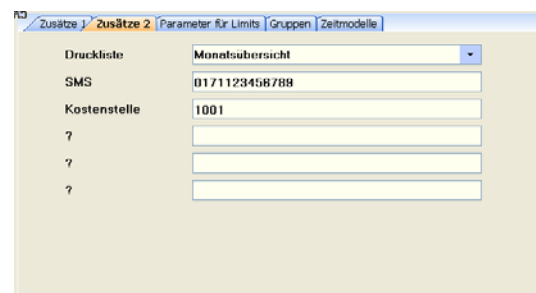 Zusätze 1 Zusätze 2 Parameter für Limits Gruppen Zeitmodelle
Druckliste Monatsübersicht
SMS 0171123456789
Kostenstelle 1001
?
?
?